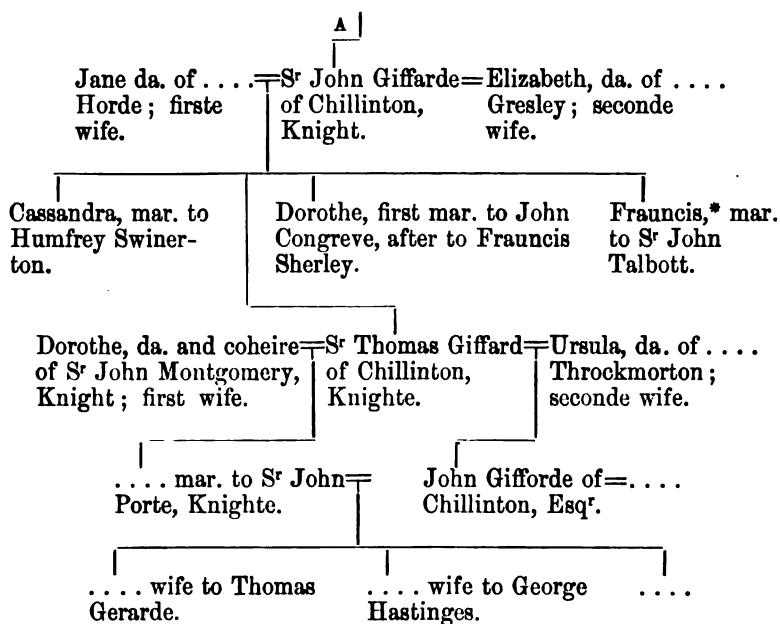 A
Jane da. of . . . . = Sʳ John Giffarde = Elizabeth, da. of . . . .
Horde ; firste of Chillinton, Gresley ; seconde
wife. Knight. wife.
Cassandra, mar. to Dorothe, first mar. to John Frauncis,* mar.
Humfrey Swiner- Congreve, after to Frauncis to Sʳ John
ton. Sherley. Talbott.
Dorothe, da. and coheire = Sʳ Thomas Giffard = Ursula, da. of . . . .
of Sʳ John Montgomery, of Chillinton, Throckmorton ;
Knight ; first wife. Knighte. seconde wife.
. . . . mar. to Sʳ John = John Gifforde of = . . . .
Porte, Knighte. Chillinton, Esqʳ.
. . . . wife to Thomas . . . . wife to George . . . .
Gerarde. Hastinges.